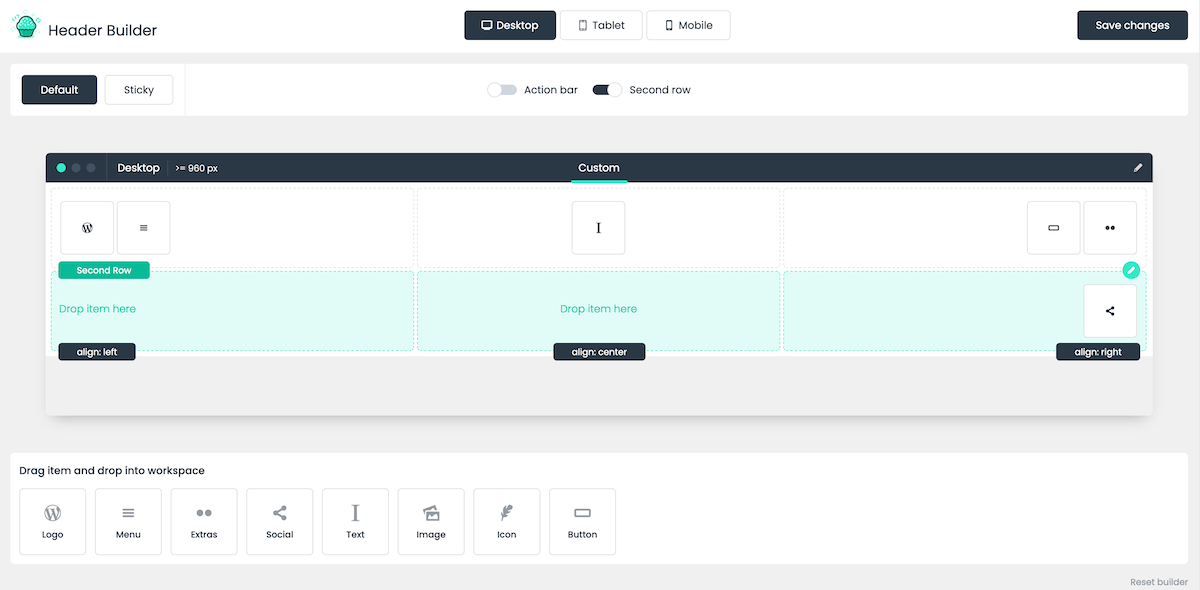 Header Builder
Desktop
Tablet
Mobile
Save changes
Default
Sticky
Action bar
Second row
Desktop
>= 960 px
Custom
Second Row
Drop item here
Drop item here
align: left
align: center
align: right
Drag item and drop into workspace
Logo
Menu
Extras
Social
Text
Image
Icon
Button
Reset builder